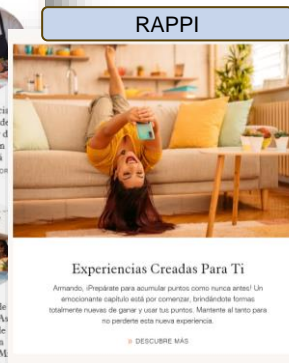 RAPPI
Experiencias Creadas Para Ti
Armando, ¡Prepárate para acumular puntos como nunca antes! Un
emocionante capítulo está por comenzar, brindándote formas
totalmente nuevas de ganar y usar tus puntos. Mantente al tanto para
no perderte esta nueva experiencia.
DESCUBRE MÁS